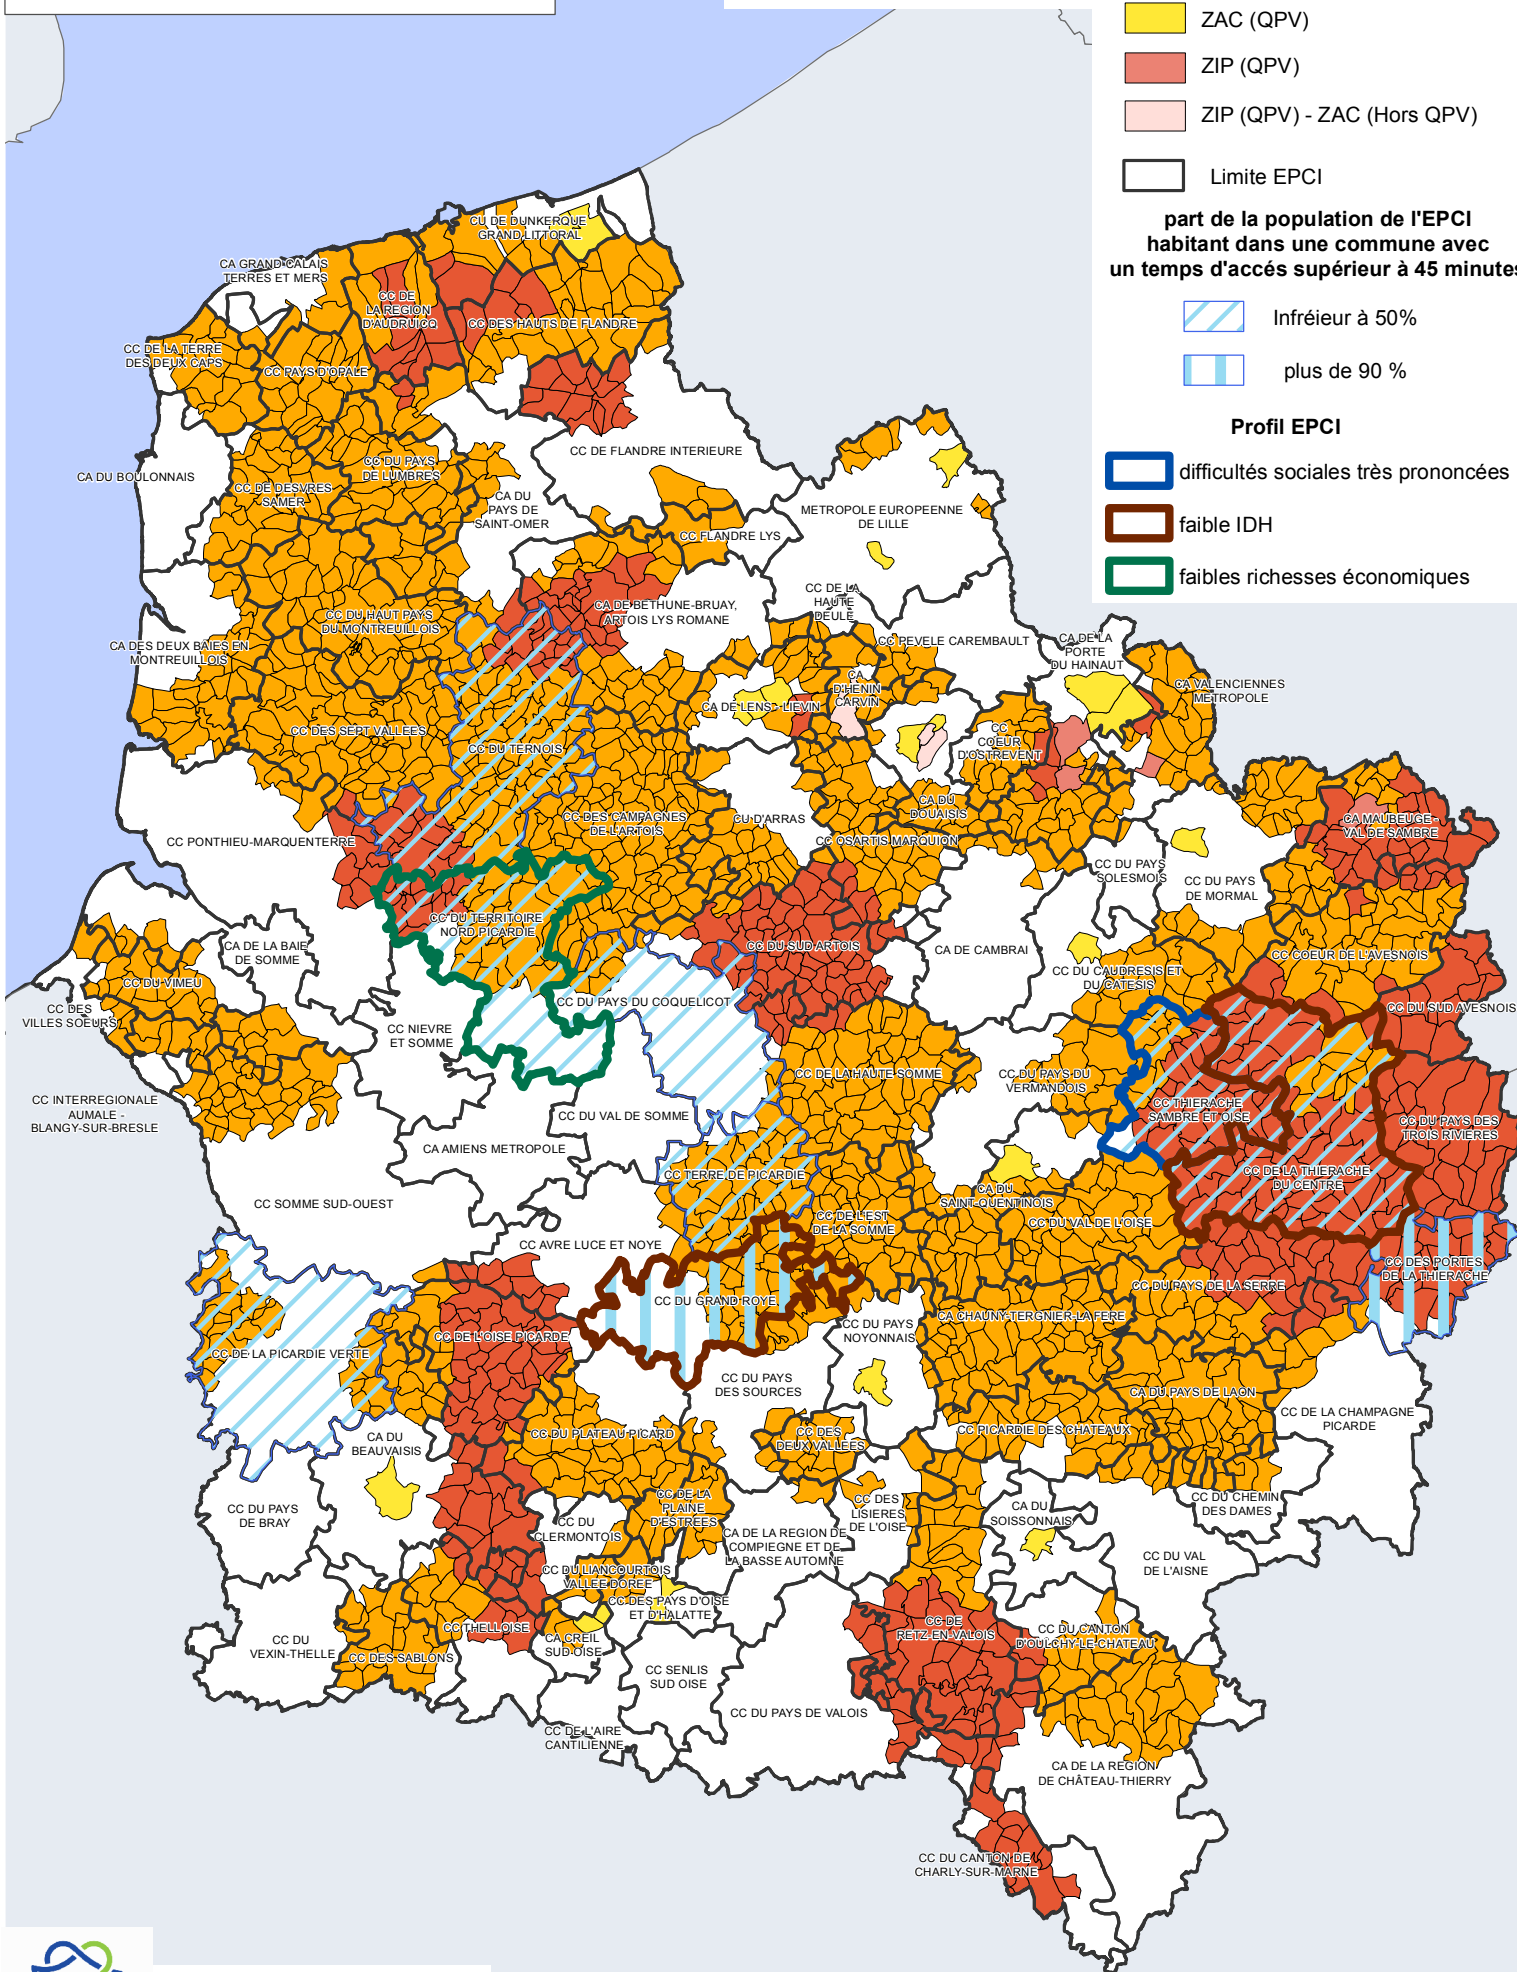 ZAC (QPV)
ZIP (QPV)
ZIP (QPV) - ZAC (Hors QPV)
Limite EPCI
part de la population de l'EPCI
habitant dans une commune avec
un temps d'accés supérieur à 45 minutes
Infréieur à 50%
plus de 90 %
Profil EPCI
difficultés sociales très prononcées
faible IDH
faibles richesses économiques
CU DE DUNKERQUE
GRAND LITTORAL
CA GRAND CALAIS
TERRES ET MERS
CC DE
LA REGION
D'AUDRUICQ
CC DES HAUTS DE FLANDRE
CC DE LA TERRE
DES DEUX CAPS
CC PAYS D'OPALE
CC DE FLANDRE INTERIEURE
CA DU BOULONNAIS
CC DU PAYS
DE LUMBRES
CC DE DESVRES
SAMER
CA DU
PAYS DE
SAINT-OMER
METROPOLE EUROPEENNE
DE LILLE
CC FLANDRE LYS
CC DE LA
HAUTE
DEULE
CA DE BETHUNE-BRUAY,
ARTOIS LYS ROMANE
CC DU HAUT PAYS
DU MONTREUILLOIS
CA DES DEUX BAIES EN
MONTREUILLOIS
CC PEVELE CAREMBAULT
CA DE LA
PORTE
DU HAINAUT
CA VALENCIENNES
METROPOLE
CA
D'HENIN
CARVIN
CA DE LENS - LIEVIN
CC DES SEPT VALLEES
CC DU TERNOIS
CC
COEUR
D'OSTREVENT
CA DU
DOUAISIS
CC DES CAMPAGNES
DE L'ARTOIS
CU D'ARRAS
CC OSARTIS MARQUION
CA MAUBEUGE -
VAL DE SAMBRE
CC PONTHIEU-MARQUENTERRE
CC DU PAYS
SOLESMOIS
CC DU PAYS
DE MORMAL
CC DU TERRITOIRE
NORD PICARDIE
CC DU SUD ARTOIS
CA DE CAMBRAI
CA DE LA BAIE
DE SOMME
CC COEUR DE L'AVESNOIS
CC DU CAUDRESIS ET
DU CATESIS
CC DU VIMEU
CC DES
VILLES SOEURS
CC DU PAYS DU COQUELICOT
CC DU SUD AVESNOIS
CC NIEVRE
ET SOMME
CC DE LA HAUTE SOMME
CC DU PAYS DU
VERMANDOIS
CC INTERREGIONALE
AUMALE -
BLANGY-SUR-BRESLE
CC DU VAL DE SOMME
CC THIERACHE
SAMBRE ET OISE
CC DU PAYS DES
TROIS RIVIERES
CA AMIENS METROPOLE
CC TERRE DE PICARDIE
CC DE LA THIERACHE
DU CENTRE
CC SOMME SUD-OUEST
CA DU
SAINT-QUENTINOIS
CC DU VAL DE L'OISE
CC DE L'EST
DE LA SOMME
CC AVRE LUCE ET NOYE
CC DES PORTES
DE LA THIERACHE
CC DU PAYS DE LA SERRE
CC DU GRAND ROYE
CA CHAUNY-TERGNIER-LA FERE
CC DU PAYS
NOYONNAIS
CC DE L'OISE PICARDE
CC DE LA PICARDIE VERTE
CC DU PAYS
DES SOURCES
CA DU PAYS DE LAON
CC DE LA CHAMPAGNE
PICARDE
CC DU PLATEAU PICARD
CC DES
DEUX VALLEES
CC PICARDIE DES CHATEAUX
CA DU
BEAUVAISIS
CC DU PAYS
DE BRAY
CC DE LA
PLAINE
D'ESTREES
CC DES
LISIERES
DE L'OISE
CA DU
SOISSONNAIS
CC DU CHEMIN
DES DAMES
CC DU
CLERMONTOIS
CA DE LA REGION DE
COMPIEGNE ET DE
LA BASSE AUTOMNE
CC DU VAL
DE L'AISNE
CC DU LIANCOURTOIS
VALLEE DOREE
CC DES PAYS D'OISE
ET D'HALATTE
CC THELLOISE
CC DE
RETZ-EN-VALOIS
CC DU CANTON
D'OULCHY-LE-CHATEAU
CC DU
VEXIN-THELLE
CC DES SABLONS
CA CREIL
SUD OISE
CC SENLIS
SUD OISE
CC DU PAYS DE VALOIS
CC DE L'AIRE
CANTILIENNE
CA DE LA REGION
DE CHÂTEAU-THIERRY
CC DU CANTON DE
CHARLY-SUR-MARNE